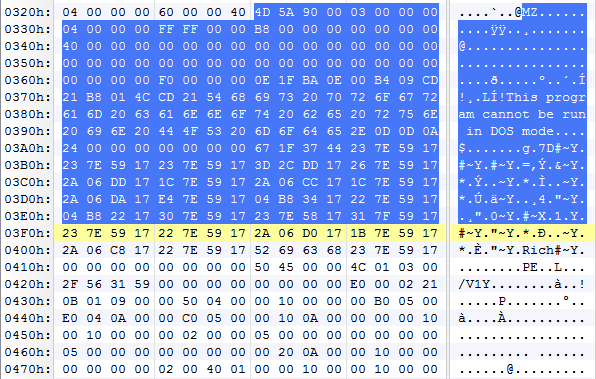 0320h: 04 00 00 00 60 00 00 40 4D 5A 90 00 03 00 00 00 ....`..@MZ......
0330h: 04 00 00 00 FF FF 00 00 B8 00 00 00 00 00 00 00 ....ÿÿ..¸.......
0340h: 40 00 00 00 00 00 00 00 00 00 00 00 00 00 00 00 @...............
0350h: 00 00 00 00 00 00 00 00 00 00 00 00 00 00 00 00 ................
0360h: 00 00 00 00 F0 00 00 00 0E 1F BA 0E 00 B4 09 CD ....ð.....º..´.Í
0370h: 21 B8 01 4C CD 21 54 68 69 73 20 70 72 6F 67 72 !¸.LÍ!This progr
0380h: 61 6D 20 63 61 6E 6E 6F 74 20 62 65 20 72 75 6E am cannot be run
0390h: 20 69 6E 20 44 4F 53 20 6D 6F 64 65 2E 0D 0D 0A  in DOS mode....
03A0h: 24 00 00 00 00 00 00 00 67 1F 37 44 23 7E 59 17 $.......g.7D#~Y.
03B0h: 23 7E 59 17 23 7E 59 17 3D 2C DD 17 26 7E 59 17 #~Y.#~Y.=,Ý.&~Y.
03C0h: 2A 06 DD 17 1C 7E 59 17 2A 06 CC 17 1C 7E 59 17 *.Ý..~Y.*.Ì..~Y.
03D0h: 2A 06 DA 17 E4 7E 59 17 04 B8 34 17 22 7E 59 17 *.Ú.ä~Y..¸4."~Y.
03E0h: 04 B8 22 17 30 7E 59 17 23 7E 58 17 31 7F 59 17 .¸".0~Y.#~X.1.Y.
03F0h: 23 7E 59 17 22 7E 59 17 2A 06 D0 17 1B 7E 59 17 #~Y."~Y.*.Ð..~Y.
0400h: 2A 06 C8 17 22 7E 59 17 52 69 63 68 23 7E 59 17 *.È."~Y.Rich#~Y.
0410h: 00 00 00 00 00 00 00 00 50 45 00 00 4C 01 03 00 ........PE..L...
0420h: 2F 56 31 59 00 00 00 00 00 00 00 00 E0 00 02 21 /V1Y........à..!
0430h: 0B 01 09 00 00 50 04 00 00 10 00 00 00 B0 05 00 .....P.......°..
0440h: E0 04 0A 00 00 C0 05 00 00 10 0A 00 00 00 00 10 à....À..........
0450h: 00 10 00 00 00 02 00 00 05 00 00 00 00 00 00 00 ................
0460h: 05 00 00 00 00 00 00 00 00 20 0A 00 00 10 00 00 ......... ......
0470h: 00 00 00 00 02 00 40 01 00 00 10 00 00 10 00 00 ......@.........